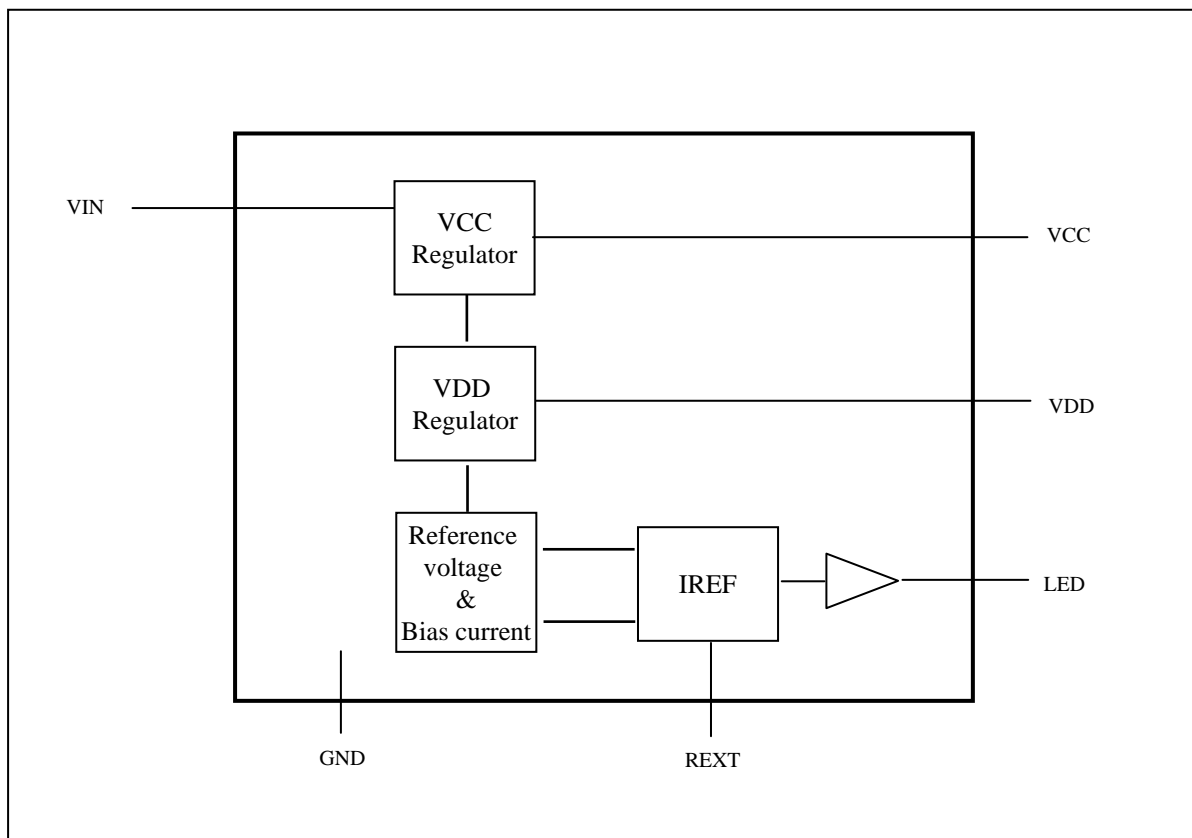 VIN
VCC
Regulator
VCC
VDD
Regulator
VDD
Reference
voltage
&
Bias current
IREF
LED
GND
REXT